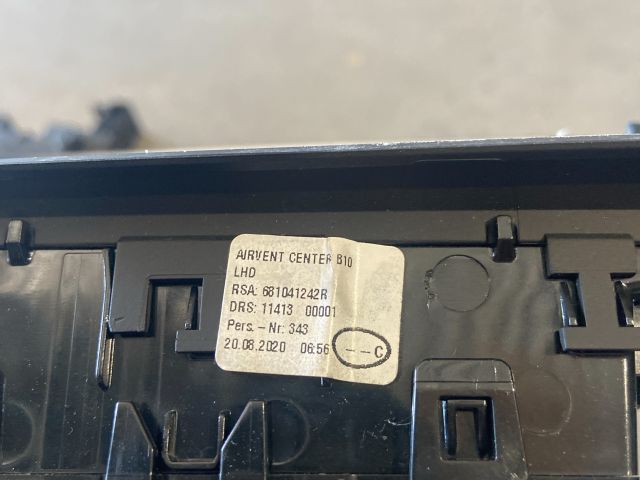 AIRVENT CENTER B10
LHD
RSA: 681041242R
DRS: 11413 00001
Pers. - Nr: 343
20.08.2020 06:56 -- C